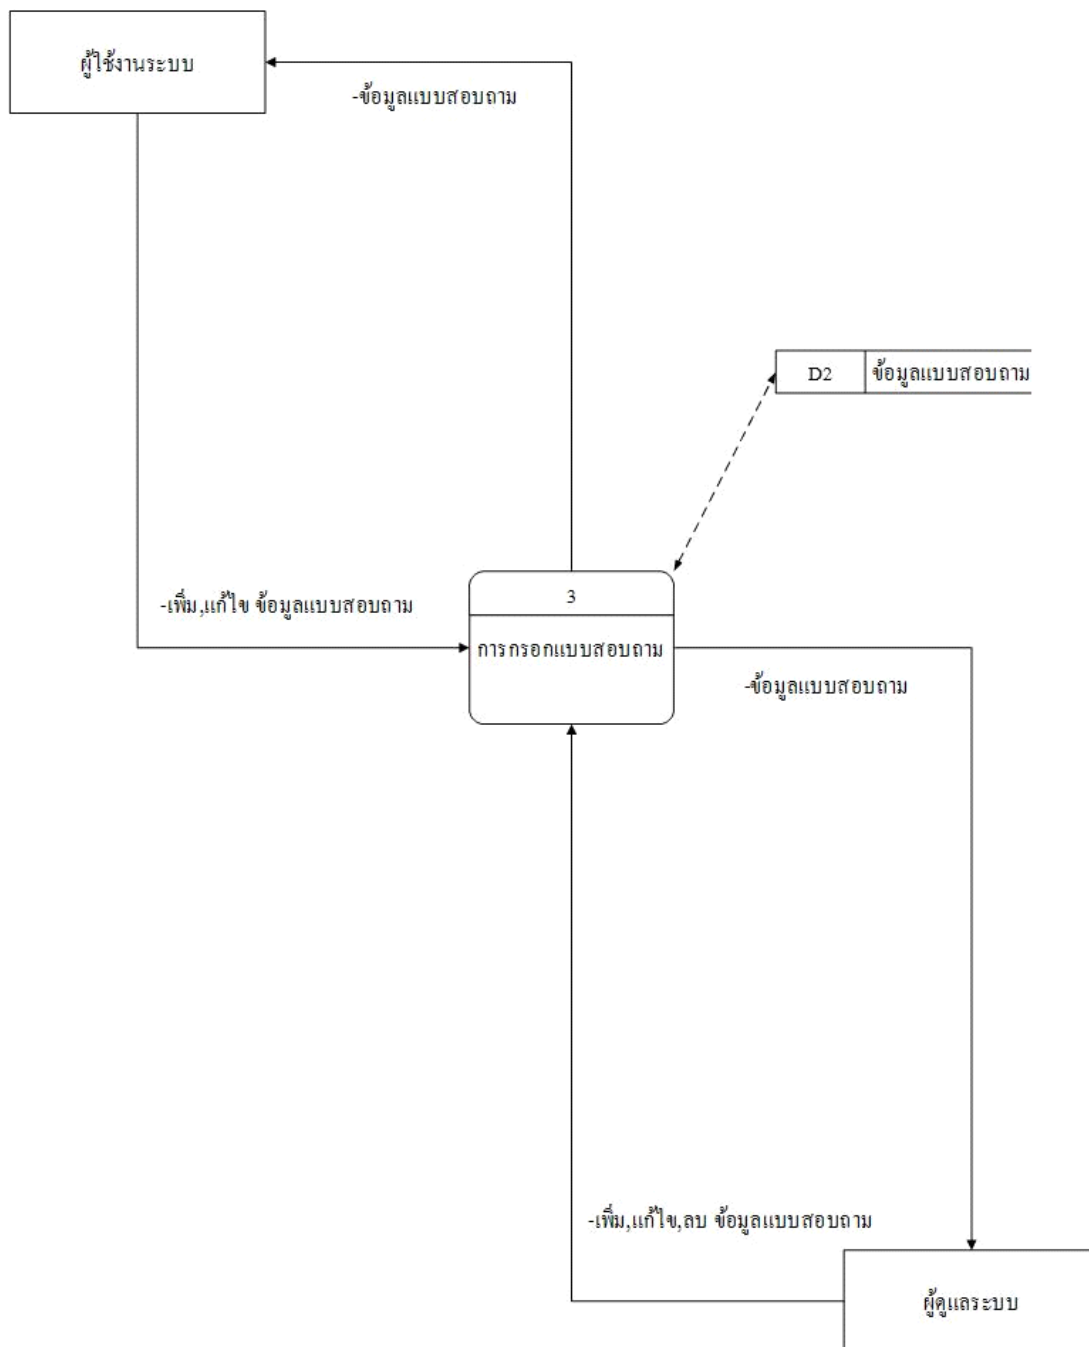 ผู้ใช้งานระบบ
-ข้อมูลแบบสอบถาม
D2 ข้อมูลแบบสอบถาม
3
-เพิ่ม,แก้ไข ข้อมูลแบบสอบถาม
การกรอกแบบสอบถาม
-ข้อมูลแบบสอบถาม
-เพิ่ม,แก้ไข,ลบ ข้อมูลแบบสอบถาม
ผู้ดูแลระบบ